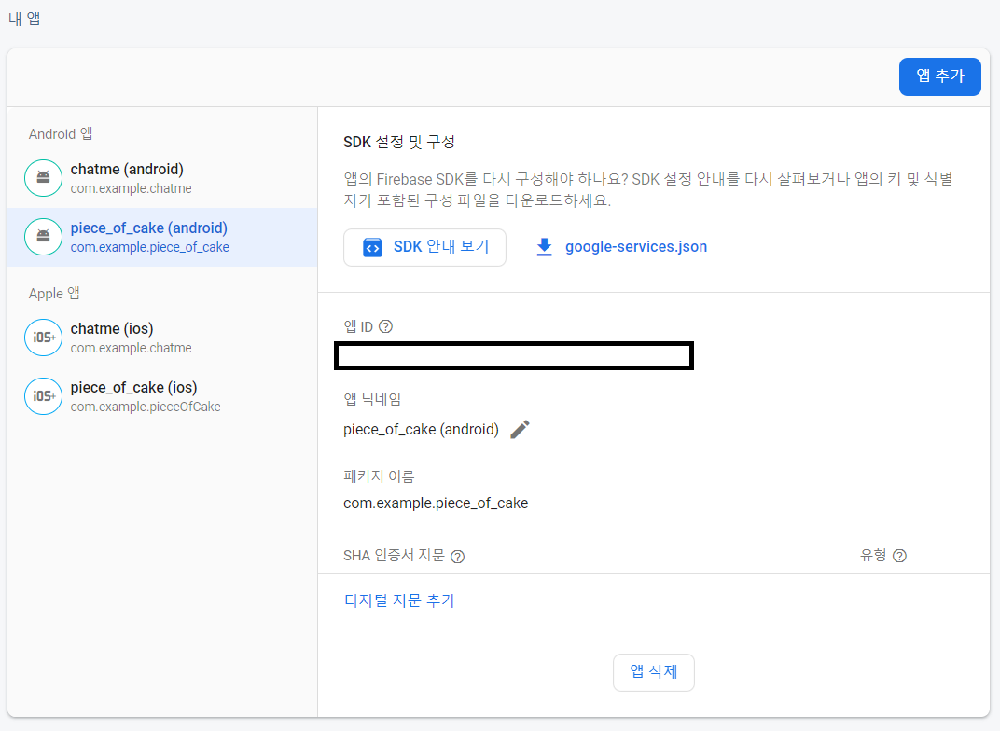 내 앱
앱 추가
Android 앱
chatme (android)
com.example.chatme
piece_of_cake (android)
com.example.piece_of_cake
Apple 앱
iOS+
chatme (ios)
com.example.chatme
iOS+
piece_of_cake (ios)
com.example.pieceOfCake
SDK 설정 및 구성
앱의 Firebase SDK를 다시 구성해야 하나요? SDK 설정 안내를 다시 살펴보거나 앱의 키 및 식별
자가 포함된 구성 파일을 다운로드하세요.
SDK 안내 보기
google-services.json
앱 ID
앱 닉네임
piece_of_cake (android)
패키지 이름
com.example.piece_of_cake
SHA 인증서 지문
유형
디지털 지문 추가
앱 삭제